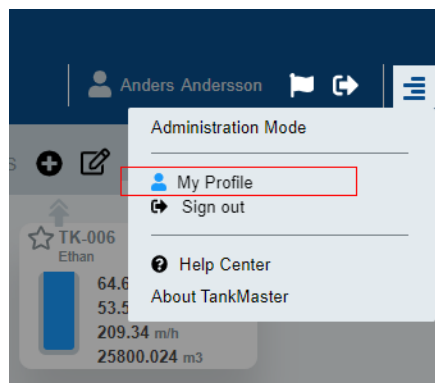 Anders Andersson
Administration Mode
My Profile
Sign out
Help Center
About TankMaster
TK-006
Ethan
64.6
53.5
209.34 m/h
25800.024 m3